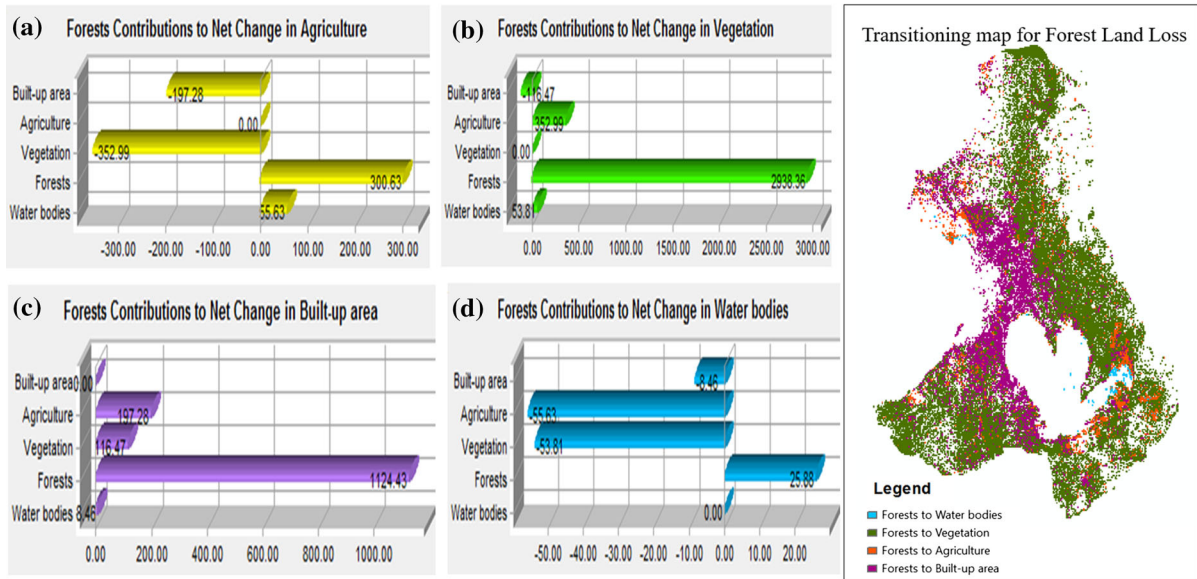 (a)
Forests Contributions to Net Change in Agriculture
Built-up area
-197.28
Agriculture
0.00
Vegetation
-352.99
Forests
300.63
Water bodies
55.63
-300.00 -200.00 -100.00 0.00 100.00 200.00 300.00
(b)
Forests Contributions to Net Change in Vegetation
Built-up area
-116.47
Agriculture
352.99
Vegetation
0.00
Forests
2938.36
Water bodies
53.81
0.00 500.00 1000.00 1500.00 2000.00 2500.00 3000.00
(c)
Forests Contributions to Net Change in Built-up area
Built-up area
0.00
Agriculture
197.28
Vegetation
116.47
Forests
1124.43
Water bodies
8.46
0.00 200.00 400.00 600.00 800.00 1000.00
(d)
Forests Contributions to Net Change in Water bodies
Built-up area
-8.46
Agriculture
-55.63
Vegetation
-53.81
Forests
25.88
Water bodies
0.00
-50.00 -40.00 -30.00 -20.00 -10.00 0.00 10.00 20.00
Transitioning map for Forest Land Loss
Legend
Forests to Water bodies
Forests to Vegetation
Forests to Agriculture
Forests to Built-up area